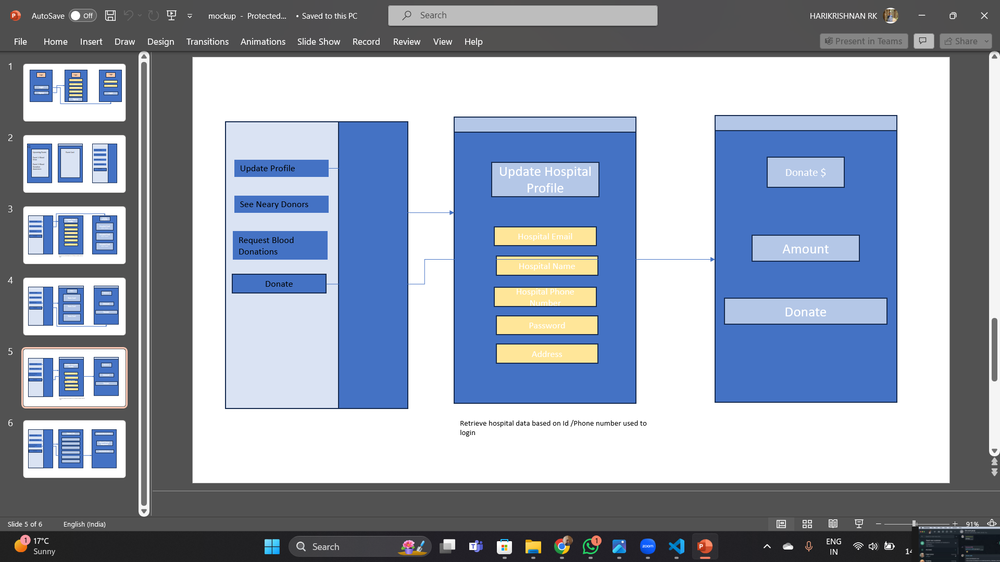 AutoSave Off mockup - Protected... • Saved to this PC Search HARIKRISHNAN RK
File Home Insert Draw Design Transitions Animations Slide Show Record Review View Help Present in Teams Share
1
2
3
4
5
6
Update Profile
See Neary Donors
Request Blood
Donations
Donate
Update Hospital
Profile
Hospital Email
Hospital Name
Hospital Phone
Number
Password
Address
Retrieve hospital data based on Id /Phone number used to
login
Donate $
Amount
Donate
Slide 5 of 6 English (India) 91%
1 17°C
Sunny
Search
zoom
1
ENG
IN